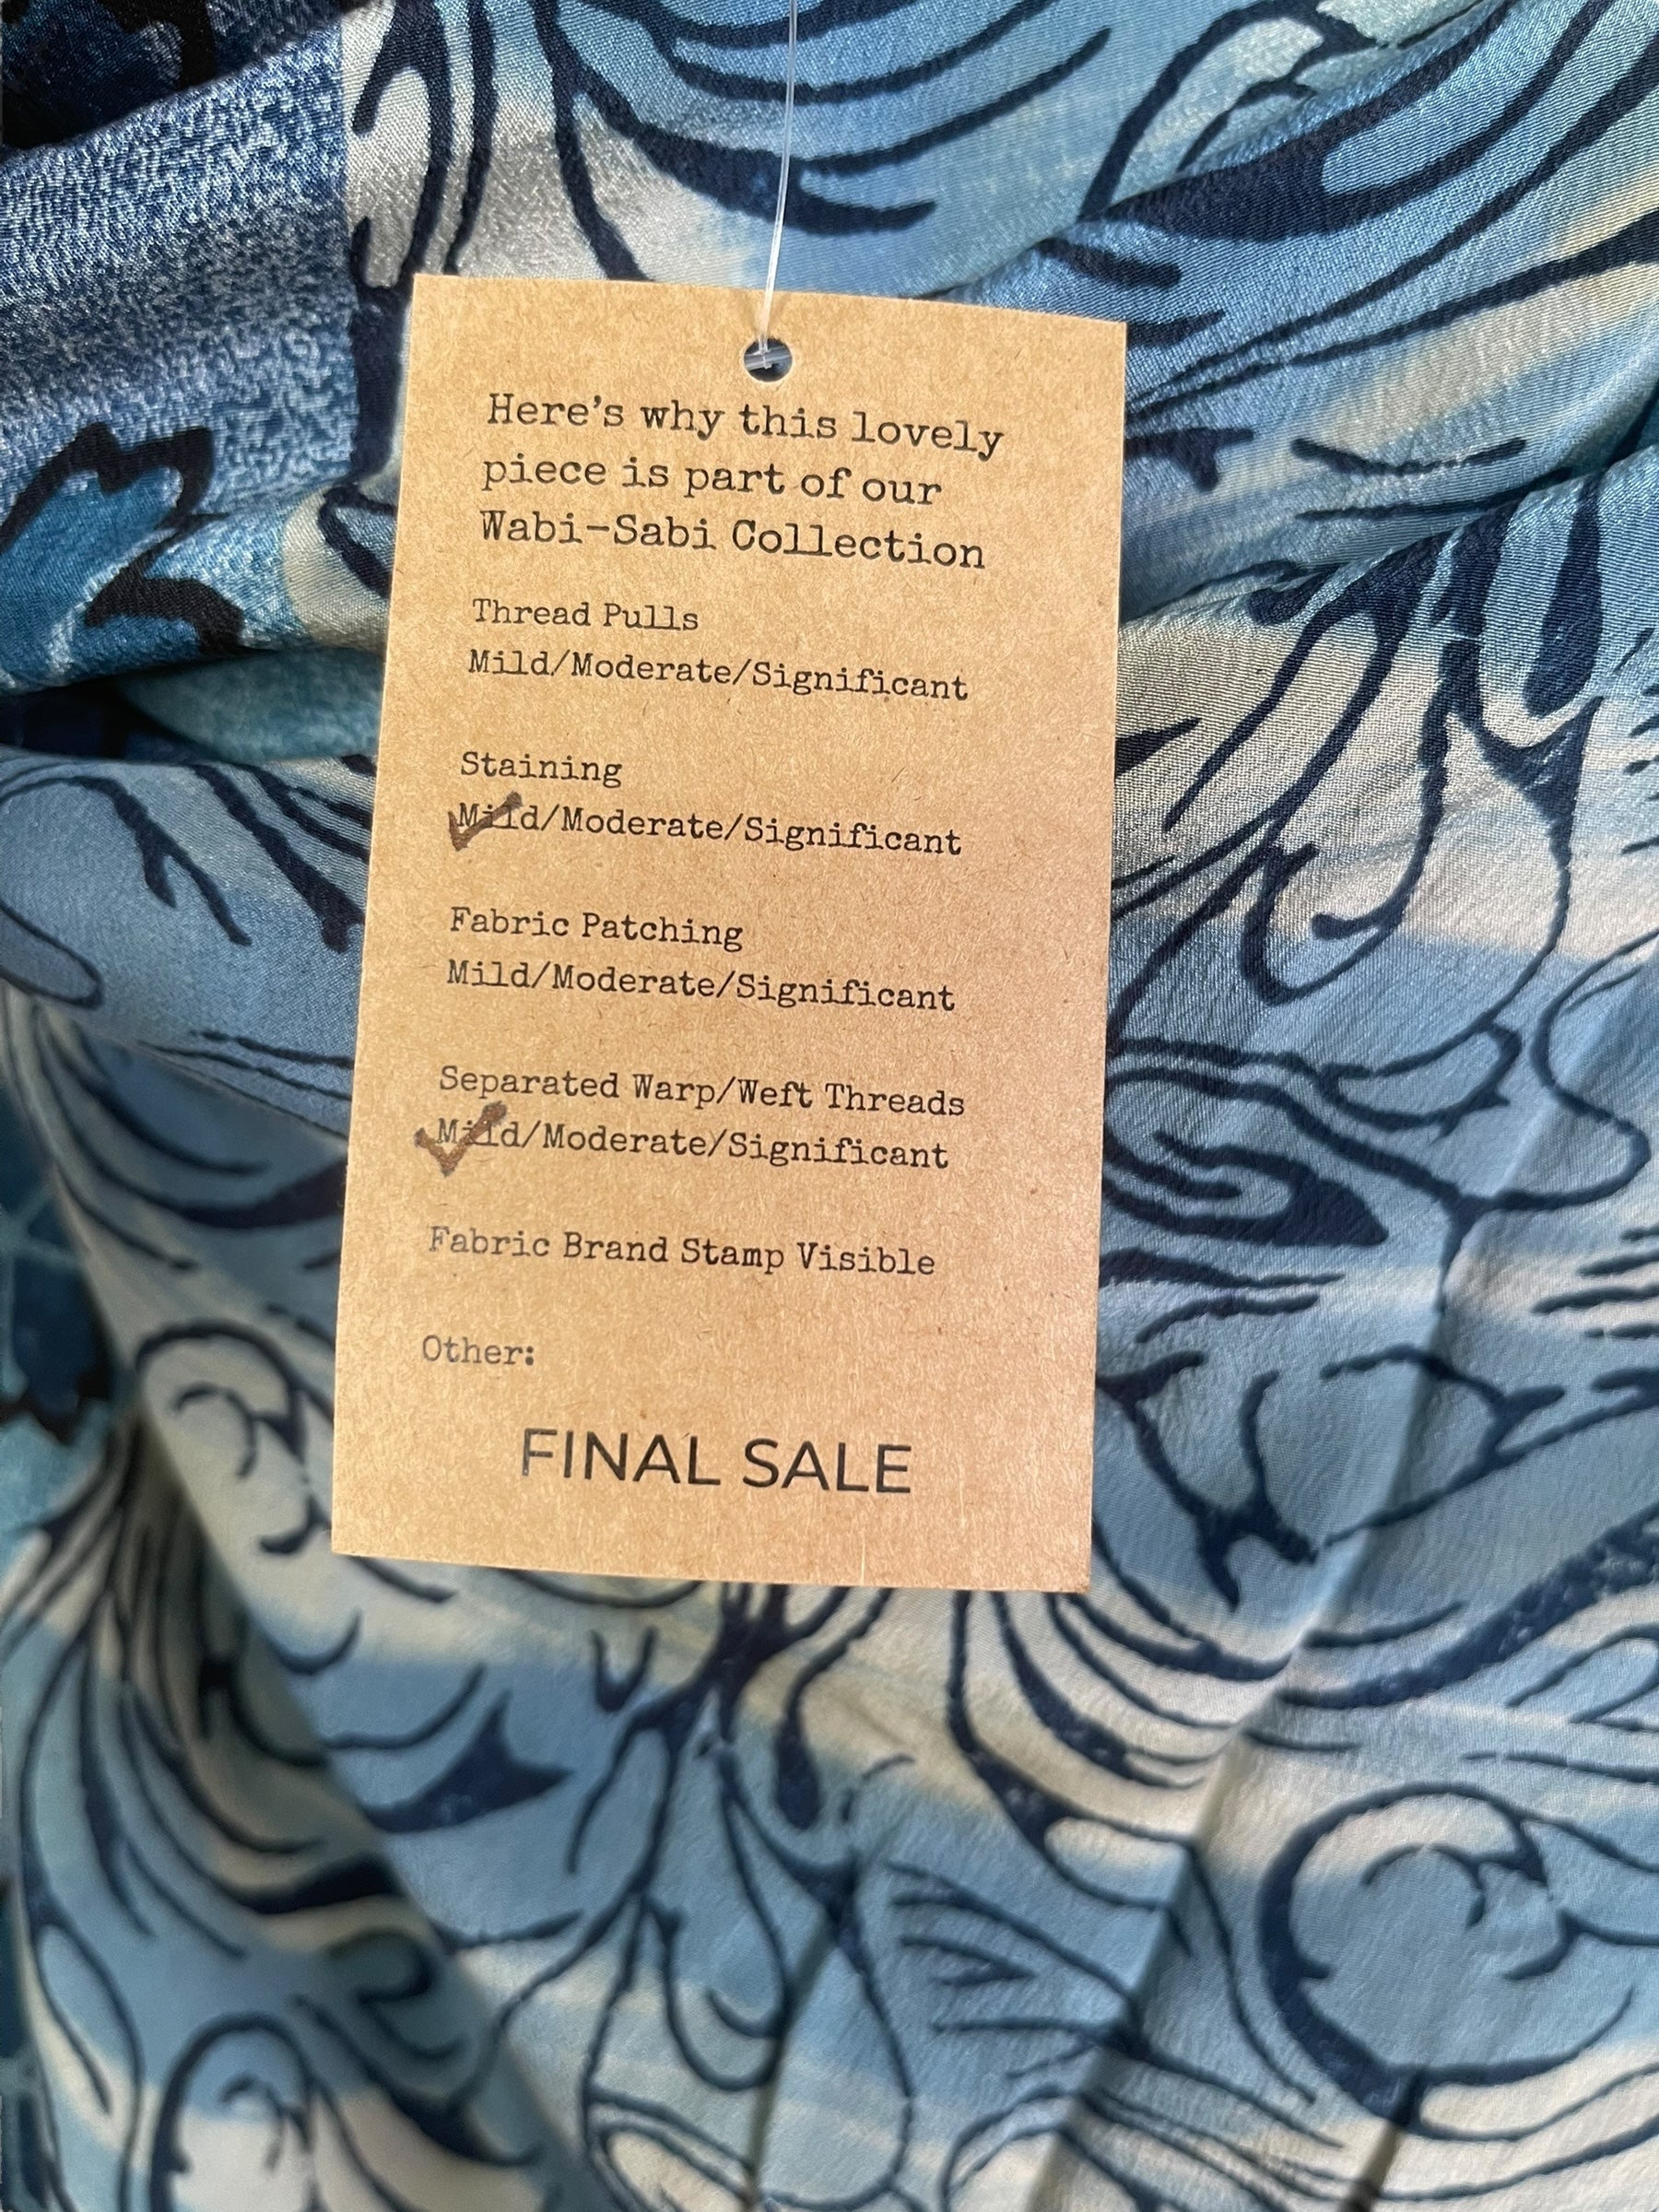 Here's why this lovely
piece is part of our
Wabi-Sabi Collection
Thread Pulls
Mild/Moderate/Significant
Staining
Mild/Moderate/Significant
Fabric Patching
Mild/Moderate/Significant
Separated Warp/Weft Threads
Mild/Moderate/Significant
Fabric Brand Stamp Visible
Other:
FINAL SALE